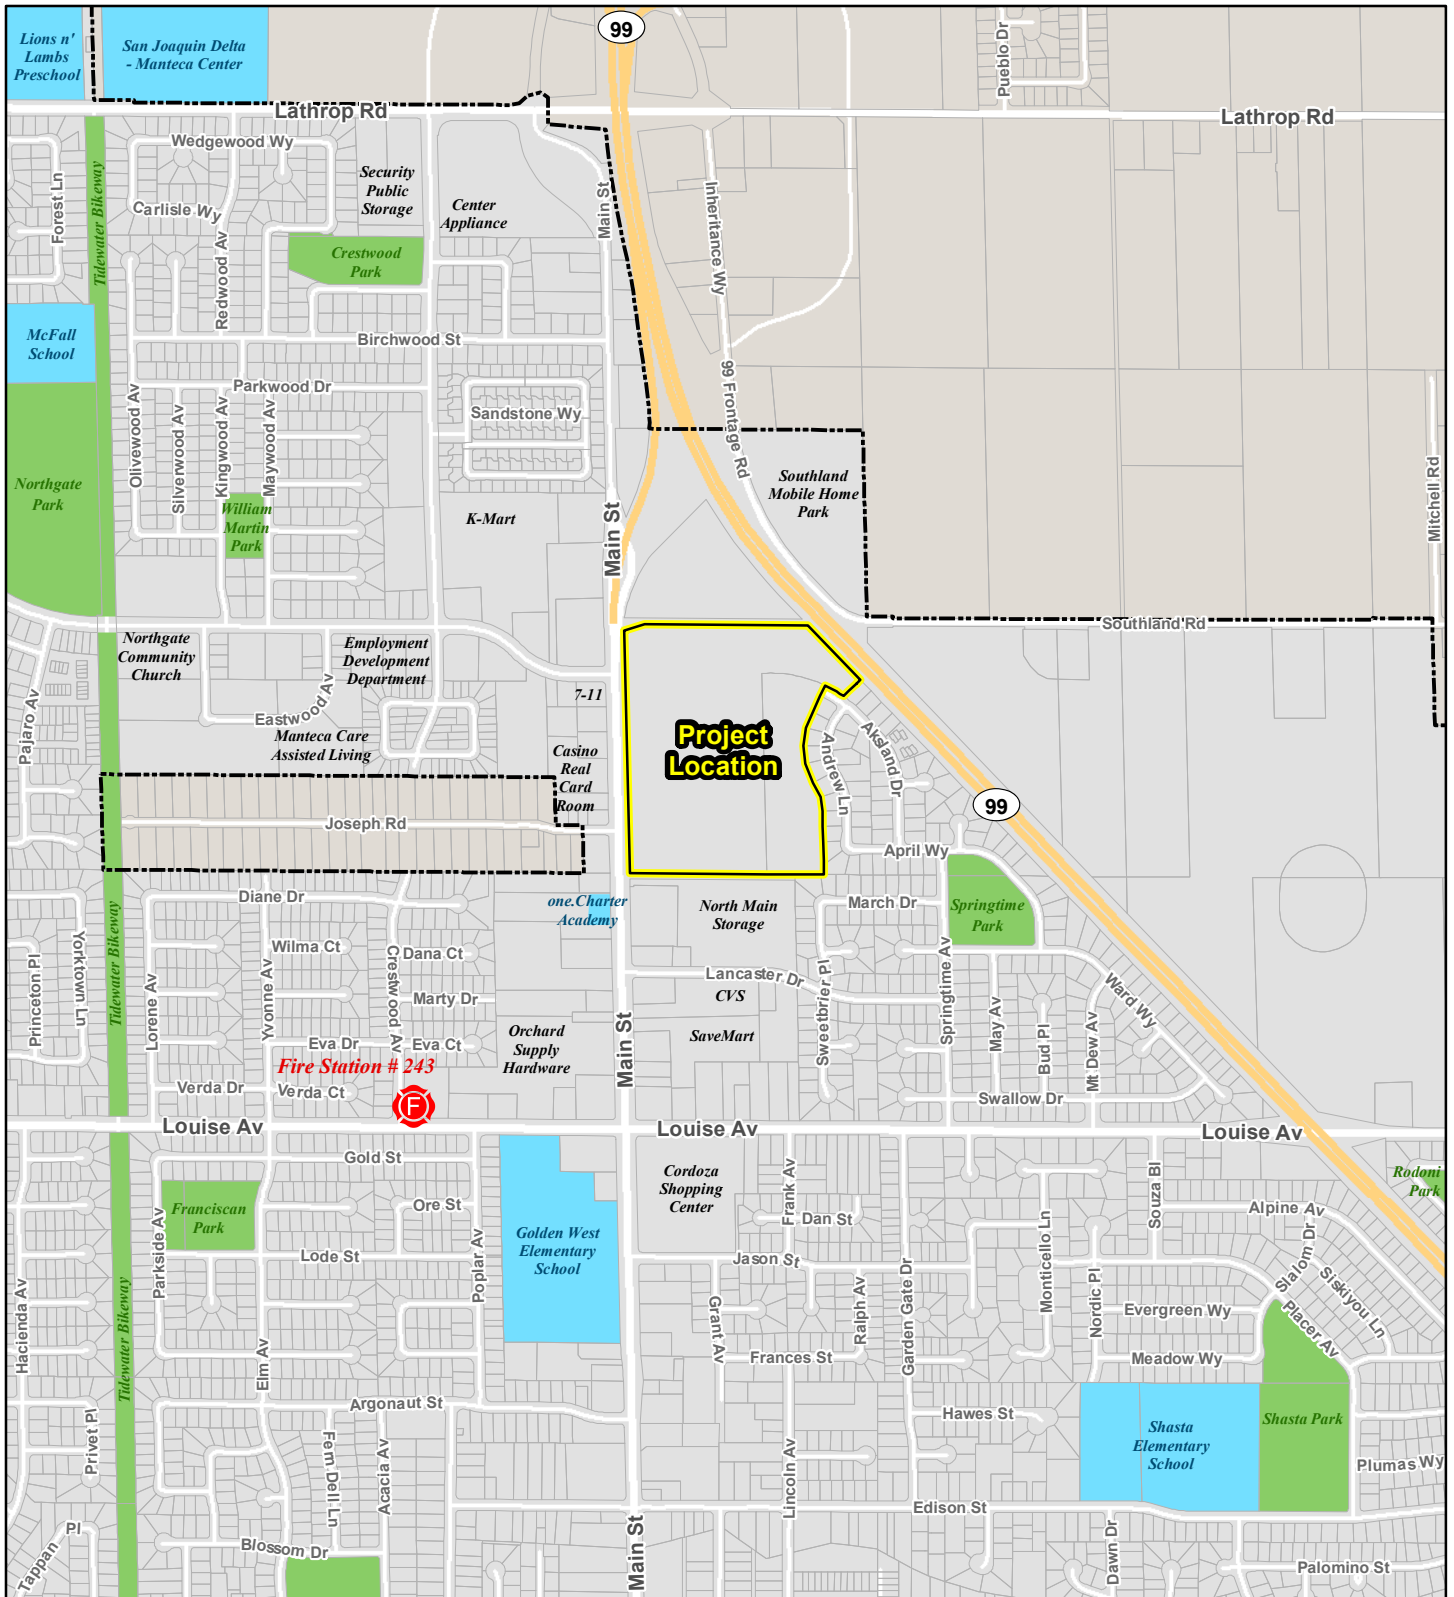 99
Lions n'
Lambs
Preschool
San Joaquin Delta
- Manteca Center
Pueblo Dr
Lathrop Rd
Lathrop Rd
Wedgewood Wy
Forest Ln
Tidewater Bikeway
Carlisle Wy
Redwood Av
Security
Public
Storage
Center
Appliance
Main St
Inheritance Wy
Crestwood
Park
McFall
School
Birchwood St
Parkwood Dr
Olivewood Av
Silverwood Av
Kingwood Av
Maywood Av
Sandstone Wy
99 Frontage Rd
Mitchell Rd
Northgate
Park
William
Martin
Park
K-Mart
Main St
Southland
Mobile Home
Park
Southland Rd
Northgate
Community
Church
Employment
Development
Department
Pajaro Av
Eastwood Av
7-11
Manteca Care
Assisted Living
Casino
Real
Card
Room
Project
Location
Andrew Ln
Aksland Dr
99
Joseph Rd
April Wy
Diane Dr
one.Charter
Academy
North Main
Storage
March Dr
Springtime
Park
Princeton Pl
Yorktown Ln
Tidewater Bikeway
Lorene Av
Wilma Ct
Yvonne Av
Crestwood Av
Dana Ct
Marty Dr
Lancaster Dr
CVS
Sweetbrier Pl
Springtime Av
May Av
Bud Pl
Mt Dew Av
Ward Wy
Eva Dr
Eva Ct
Orchard
Supply
Hardware
Main St
SaveMart
Fire Station # 243
Verda Dr
Verda Ct
F
Swallow Dr
Louise Av
Louise Av
Louise Av
Gold St
Cordoza
Shopping
Center
Frank Av
Souza Bl
Rodoni
Park
Franciscan
Park
Parkside Av
Ore St
Dan St
Alpine Av
Golden West
Elementary
School
Lode St
Poplar Av
Jason St
Garden Gate Dr
Monticello Ln
Nordic Pl
Slalom Dr
Siskiyou Ln
Hacienda Av
Tidewater Bikeway
Elm Av
Grant Av
Ralph Av
Evergreen Wy
Placer Av
Frances St
Meadow Wy
Argonaut St
Hawes St
Privet Pl
Fern Dell Ln
Acacia Av
Lincoln Av
Shasta
Elementary
School
Shasta Park
Plumas Wy
Edison St
Tappan Pl
Blossom Dr
Main St
Dawn Dr
Palomino St